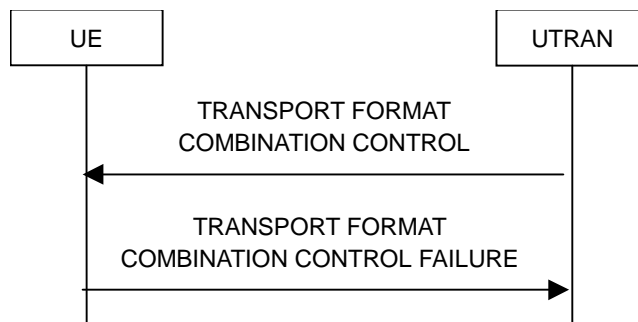 UE
UTRAN
TRANSPORT FORMAT
COMBINATION CONTROL
TRANSPORT FORMAT
COMBINATION CONTROL FAILURE